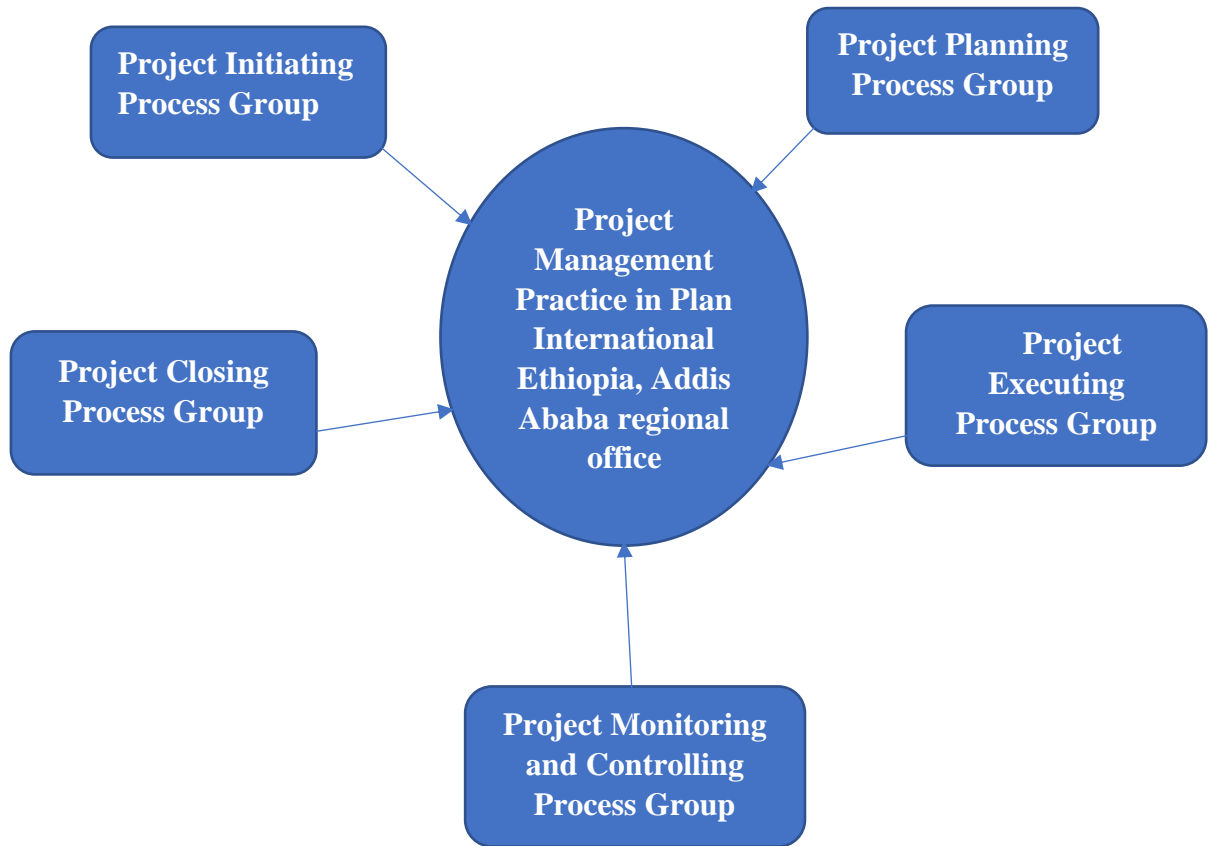 Project Initiating
Process Group
Project Planning
Process Group
Project
Management
Practice in Plan
International
Ethiopia, Addis
Ababa regional
office
Project Closing
Process Group
Project
Executing
Process Group
Project Monitoring
and Controlling
Process Group